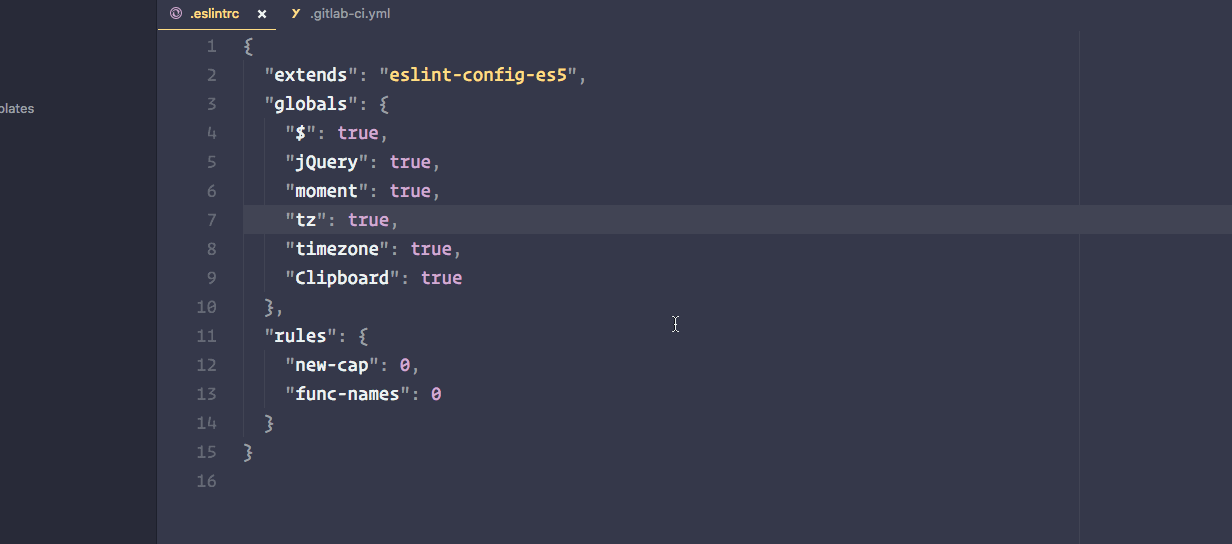 .eslintrc × .gitlab-ci.yml
plates
1 {
2 "extends": "eslint-config-es5",
3 "globals": {
4 "$": true,
5 "jQuery": true,
6 "moment": true,
7 "tz": true,
8 "timezone": true,
9 "Clipboard": true
10 },
11 "rules": {
12 "new-cap": 0,
13 "func-names": 0
14 }
15 }
16